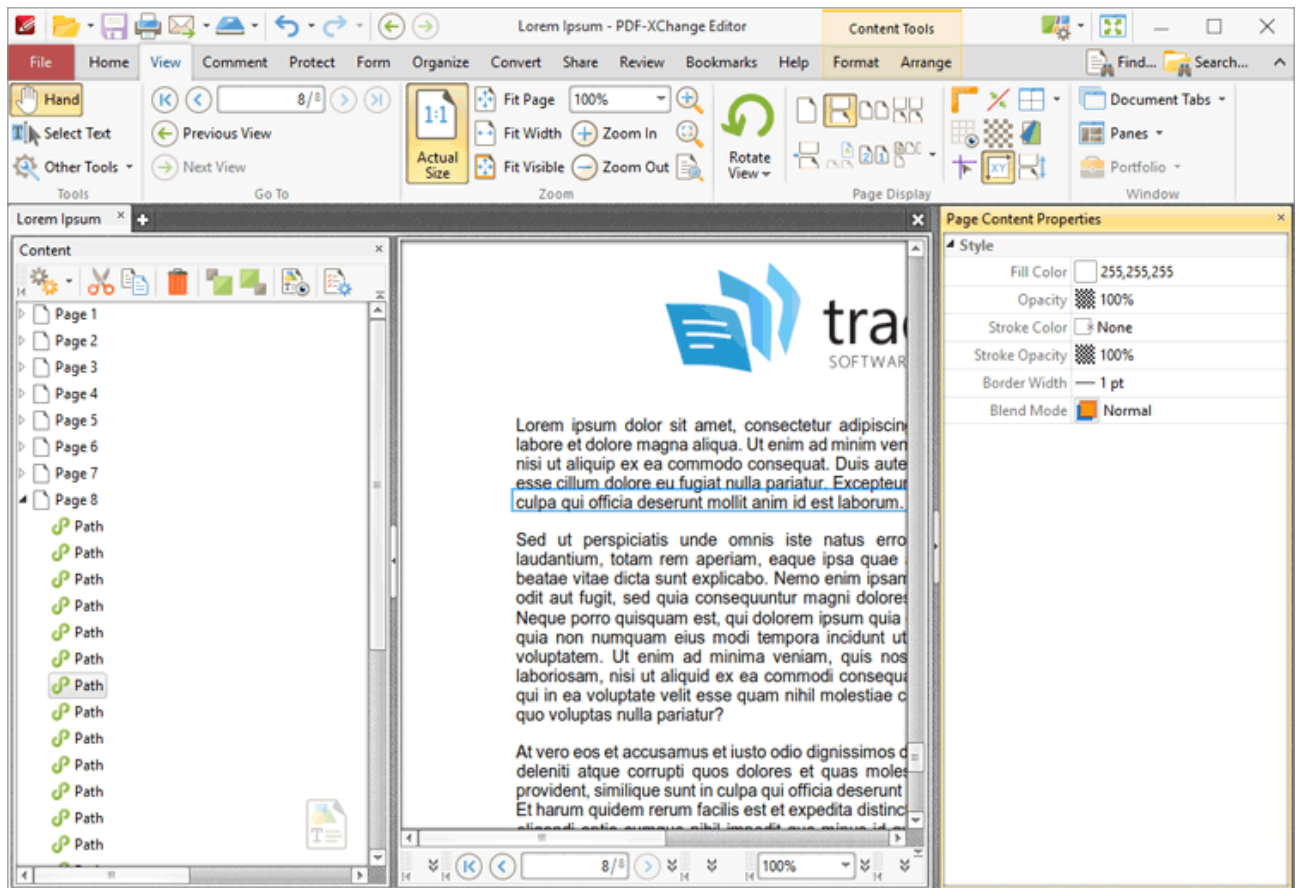 Lorem Ipsum - PDF-XChange Editor
Content Tools
File Home View Comment Protect Form Organize Convert Share Review Bookmarks Help Format Arrange Find... Search...
Hand
Select Text
Other Tools
Tools
8/8
Previous View
Next View
Go To
1:1
Actual
Size
Fit Page 100%
Fit Width Zoom In
Fit Visible Zoom Out
Zoom
Rotate
View
Page Display
XY
Document Tabs
Panes
Portfolio
Window
Lorem Ipsum
Content
Page 1
Page 2
Page 3
Page 4
Page 5
Page 6
Page 7
Page 8
Path
Path
Path
Path
Path
Path
Path
Path
Path
Path
Path
Path
Path
SOFTWAR
Lorem ipsum dolor sit amet, consectetur adipiscin
labore et dolore magna aliqua. Ut enim ad minim ven
nisi ut aliquip ex ea commodo consequat. Duis aute
esse cillum dolore eu fugiat nulla pariatur. Excepteur
culpa qui officia deserunt mollit anim id est laborum.
Sed ut perspiciatis unde omnis iste natus erro
laudantium, totam rem aperiam, eaque ipsa quae
beatae vitae dicta sunt explicabo. Nemo enim ipsam
odit aut fugit, sed quia consequuntur magni dolores
Neque porro quisquam est, qui dolorem ipsum quia
quia non numquam eius modi tempora incidunt ut
voluptatem. Ut enim ad minima veniam, quis nos
laboriosam, nisi ut aliquid ex ea commodi consequa
qui in ea voluptate velit esse quam nihil molestiae c
quo voluptas nulla pariatur?
At vero eos et accusamus et iusto odio dignissimos d
deleniti atque corrupti quos dolores et quas moles
provident, similique sunt in culpa qui officia deserunt
Et harum quidem rerum facilis est et expedita distinc
8/8
100%
Page Content Properties
Style
Fill Color 255,255,255
Opacity 100%
Stroke Color None
Stroke Opacity 100%
Border Width 1 pt
Blend Mode Normal